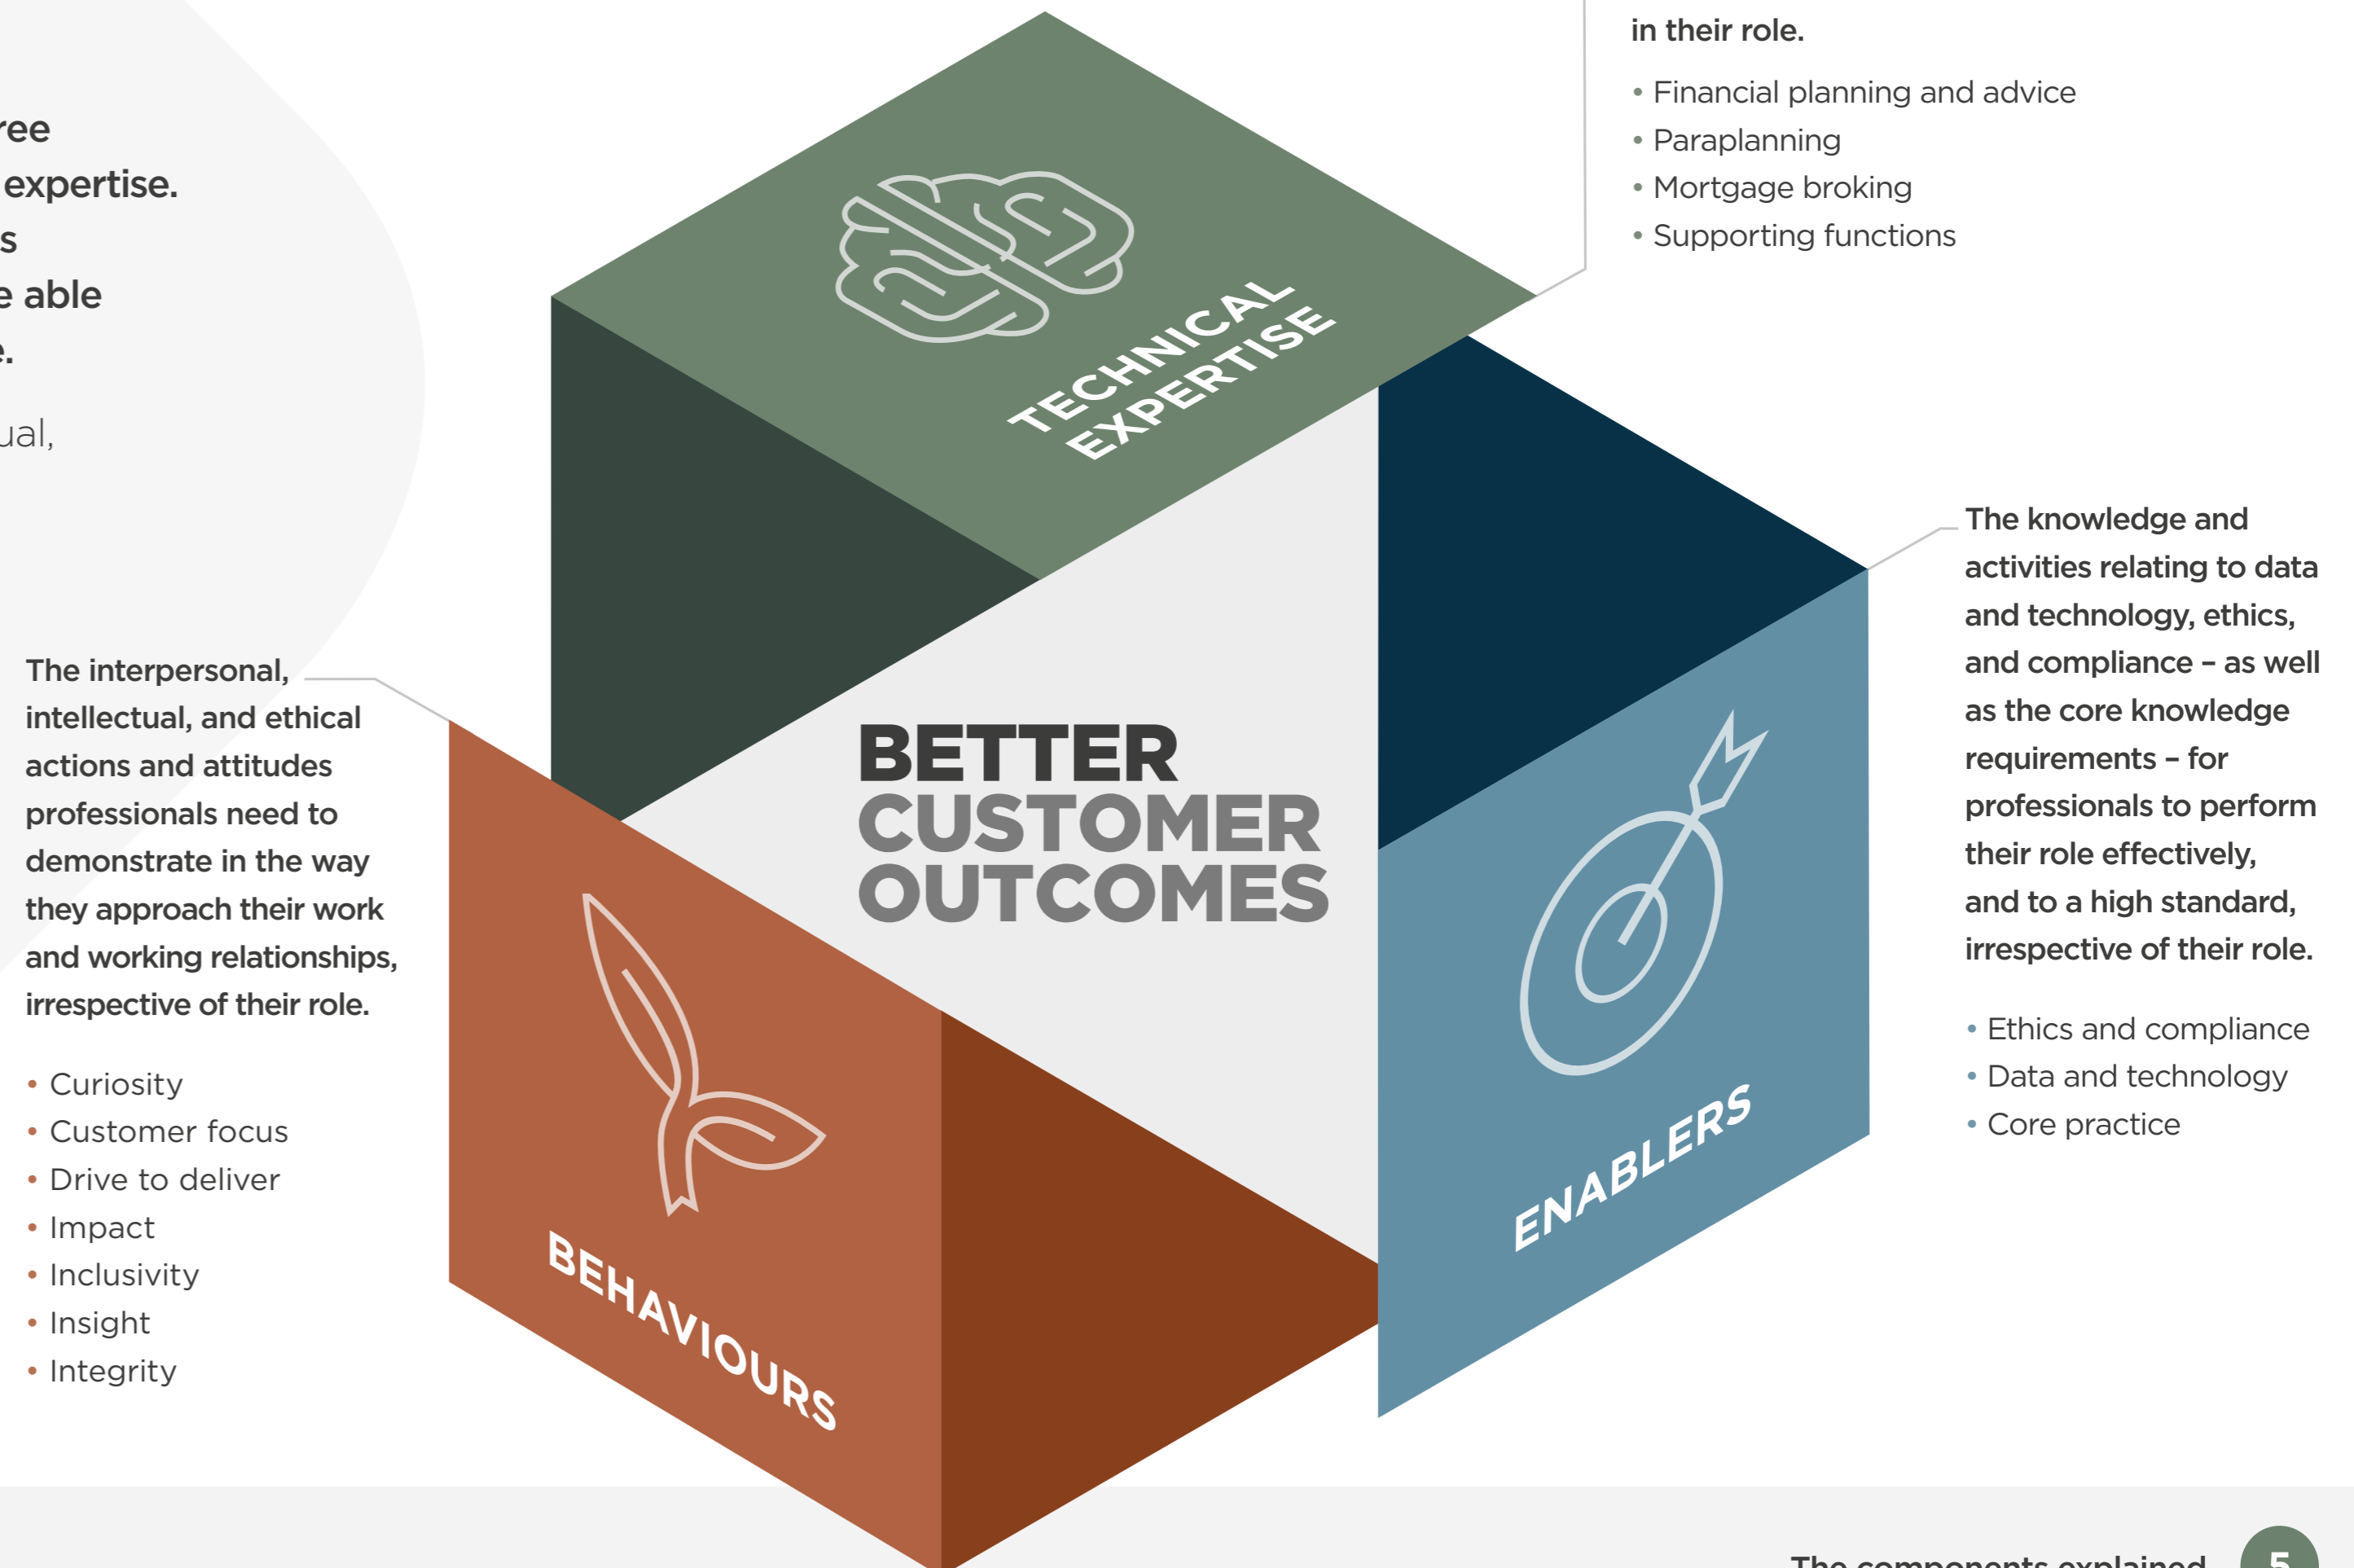 in their role.
• Financial planning and advice
• Paraplanning
• Mortgage broking
• Supporting functions
expertise.
able
TECHNICAL
EXPERTISE
The knowledge and
activities relating to data
and technology, ethics,
and compliance – as well
as the core knowledge
requirements – for
professionals to perform
their role effectively,
and to a high standard,
irrespective of their role.
• Ethics and compliance
• Data and technology
• Core practice
The interpersonal,
intellectual, and ethical
actions and attitudes
professionals need to
demonstrate in the way
they approach their work
and working relationships,
irrespective of their role.
• Curiosity
• Customer focus
• Drive to deliver
• Impact
• Inclusivity
• Insight
• Integrity
BETTER
CUSTOMER
OUTCOMES
BEHAVIOURS
ENABLERS
The components explained 5